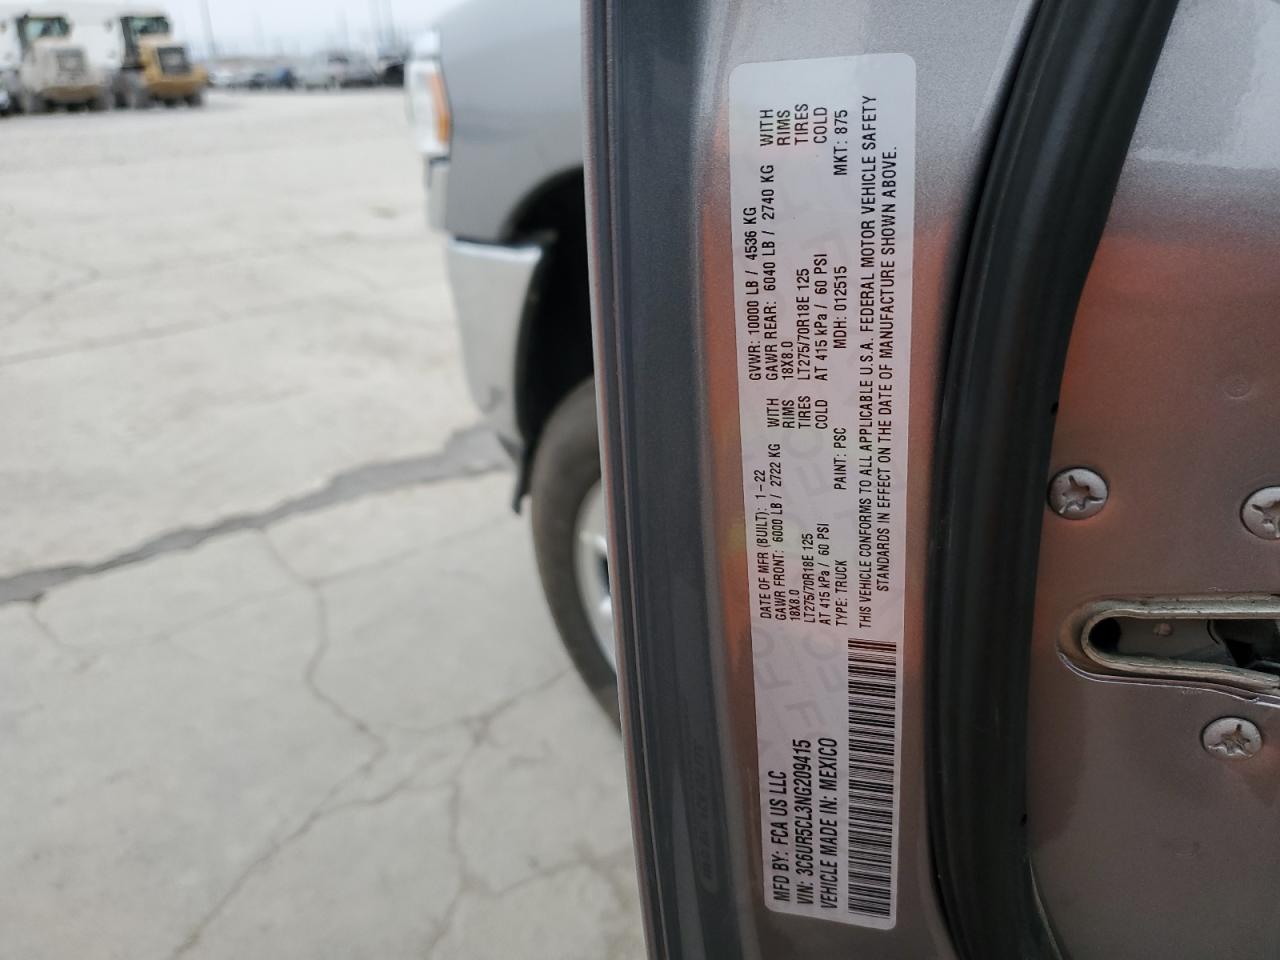 MFD BY: FCA US LLC
VIN: 3C6UR5CL3NG209415
VEHICLE MADE IN: MEXICO
DATE OF MFR (BUILT): 1-22 GVWR: 10000 LB / 4536 KG
GAWR FRONT: 6000 LB / 2722 KG WITH GAWR REAR: 6040 LB / 2740 KG WITH
18X8.0 RIMS 18X8.0 RIMS
LT275/70R18E 125 TIRES LT275/70R18E 125 TIRES
AT 415 kPa / 60 PSI COLD AT 415 kPa / 60 PSI COLD
TYPE: TRUCK PAINT: PSC MDH: 012515 MKT: 875
THIS VEHICLE CONFORMS TO ALL APPLICABLE U.S.A. FEDERAL MOTOR VEHICLE SAFETY
STANDARDS IN EFFECT ON THE DATE OF MANUFACTURE SHOWN ABOVE.